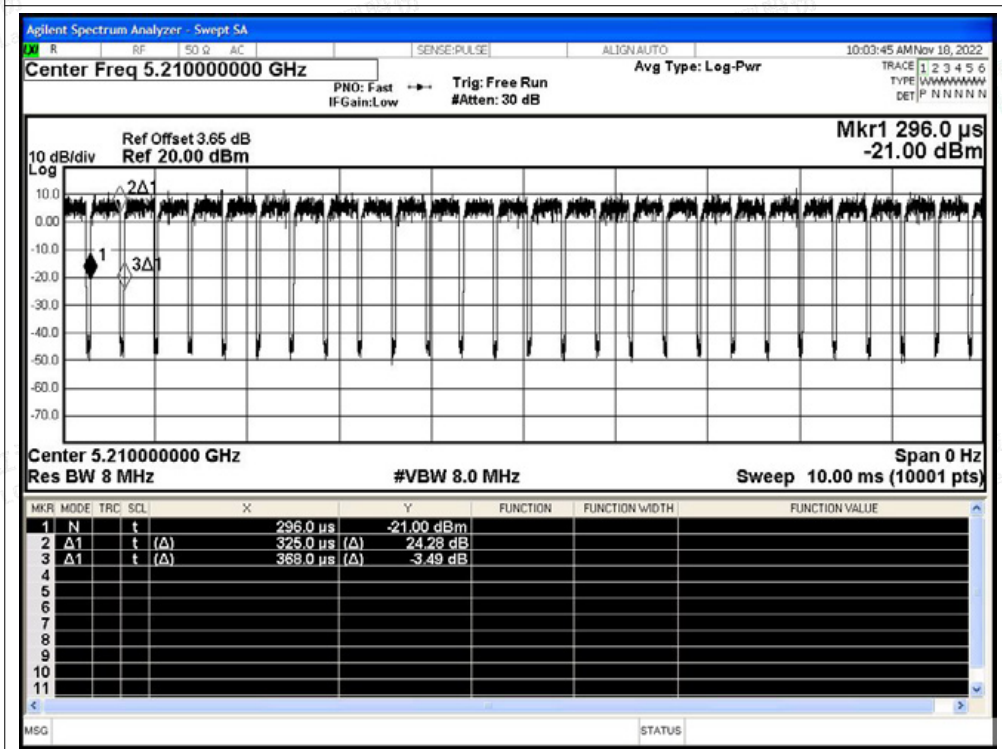 Agilent Spectrum Analyzer - Swept SA
LXI R RF 50 Ω AC SENSE:PULSE ALIGN AUTO 10:03:45 AM Nov 18, 2022
Center Freq 5.210000000 GHz Avg Type: Log-Pwr TRACE 1 2 3 4 5 6
PNO: Fast Trig: Free Run TYPE WWWWWW
IFGain:Low #Atten: 30 dB DET P N N N N N
Mkr1 296.0 µs
Ref Offset 3.65 dB
10 dB/div Ref 20.00 dBm -21.00 dBm
Log
10.0
2Δ1
0.00
-10.0
1
3Δ1
-20.0
-30.0
-40.0
-50.0
-60.0
-70.0
Center 5.210000000 GHz Span 0 Hz
Res BW 8 MHz #VBW 8.0 MHz Sweep 10.00 ms (10001 pts)
MKR MODE TRC SCL X Y FUNCTION FUNCTION WIDTH FUNCTION VALUE
1 N t 296.0 µs -21.00 dBm
2 Δ1 t (Δ) 325.0 µs (Δ) 24.28 dB
3 Δ1 t (Δ) 368.0 µs (Δ) -3.49 dB
4
5
6
7
8
9
10
11
MSG STATUS